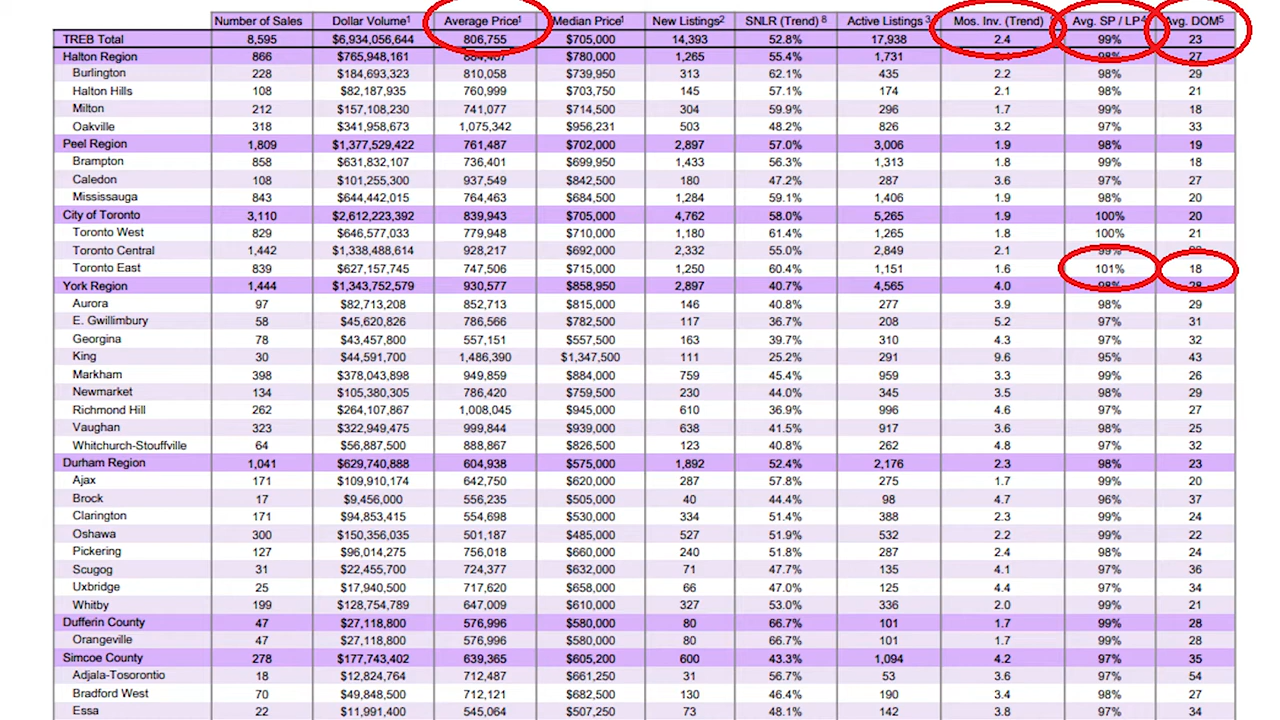 Number of Sales Dollar Volume1 Average Price1 Median Price1 New Listings2 SNLR (Trend) 8 Active Listings 3 Mos. Inv. (Trend) Avg. SP / LP4 Avg. DOM5
TREB Total 8,595 $6,934,056,644 806,755 $705,000 14,393 52.8% 17,938 2.4 99% 23
Halton Region 866 $765,948,161 $780,000 1,265 55.4% 1,731 98% 27
Burlington 228 $184,693,323 810,058 $739,950 313 62.1% 435 2.2 98% 29
Halton Hills 108 $82,187,935 760,999 $703,750 145 57.1% 174 2.1 98% 21
Milton 212 $157,108,230 741,077 $714,500 304 59.9% 296 1.7 99% 18
Oakville 318 $341,958,673 1,075,342 $956,231 503 48.2% 826 3.2 97% 33
Peel Region 1,809 $1,377,529,422 761,487 $702,000 2,897 57.0% 3,006 1.9 98% 19
Brampton 858 $631,832,107 736,401 $699,950 1,433 56.3% 1,313 1.8 99% 18
Caledon 108 $101,255,300 937,549 $842,500 180 47.2% 287 3.6 97% 27
Mississauga 843 $644,442,015 764,463 $684,500 1,284 59.1% 1,406 1.9 98% 20
City of Toronto 3,110 $2,612,223,392 839,943 $705,000 4,762 58.0% 5,265 1.9 100% 20
Toronto West 829 $646,577,026 779,948 $710,000 1,180 61.4% 1,265 1.8 100% 21
Toronto Central 1,442 $1,338,488,614 928,217 $692,000 2,332 55.0% 2,849 2.1 99%
Toronto East 839 $627,157,745 747,506 $715,000 1,250 60.4% 1,151 1.6 101% 18
York Region 1,444 $1,343,752,579 930,577 $858,950 2,897 40.7% 4,565 4.0 98% 28
Aurora 97 $82,713,208 852,713 $815,000 146 40.8% 277 3.9 98% 29
E. Gwillimbury 58 $45,620,826 786,566 $782,500 117 36.7% 208 5.2 97% 31
Georgina 78 $43,457,800 557,151 $557,500 163 39.7% 310 4.3 97% 32
King 30 $44,591,700 1,486,390 $1,347,500 111 25.2% 291 9.6 95% 43
Markham 398 $378,043,898 949,859 $884,000 759 45.4% 959 3.3 99% 26
Newmarket 134 $105,380,305 786,420 $759,500 230 44.0% 345 3.5 98% 29
Richmond Hill 262 $264,107,867 1,008,045 $945,000 610 36.9% 996 4.6 97% 27
Vaughan 323 $322,949,475 999,844 $939,000 638 41.5% 917 3.6 98% 25
Whitchurch-Stouffville 64 $56,887,500 888,867 $826,500 123 40.8% 262 4.8 97% 32
Durham Region 1,041 $629,740,888 604,938 $575,000 1,892 52.4% 2,176 2.3 98% 23
Ajax 171 $109,910,174 642,750 $620,000 287 57.8% 275 1.7 99% 20
Brock 17 $9,456,000 556,235 $505,000 40 44.4% 98 4.7 96% 37
Clarington 171 $94,853,415 554,698 $530,000 334 51.4% 388 2.3 99% 24
Oshawa 300 $150,356,035 501,187 $485,000 527 51.9% 532 2.2 99% 22
Pickering 127 $96,014,275 756,018 $660,000 240 51.8% 287 2.4 98% 24
Scugog 31 $22,455,700 724,377 $632,000 71 47.7% 135 4.1 97% 36
Uxbridge 25 $17,940,500 717,620 $658,000 66 47.0% 125 4.4 97% 34
Whitby 199 $128,754,789 647,009 $610,000 327 53.0% 336 2.0 99% 21
Dufferin County 47 $27,118,800 576,996 $580,000 80 66.7% 101 1.7 99% 28
Orangeville 47 $27,118,800 576,996 $580,000 80 66.7% 101 1.7 99% 28
Simcoe County 278 $177,743,402 639,365 $605,200 600 43.3% 1,094 4.2 97% 35
Adjala-Tosorontio 18 $12,824,764 712,487 $661,250 31 56.7% 53 3.6 97% 54
Bradford West 70 $49,848,500 712,121 $682,500 130 46.4% 190 3.4 98% 27
Essa 22 $11,991,400 545,064 $507,250 73 48.1% 142 3.8 97% 34